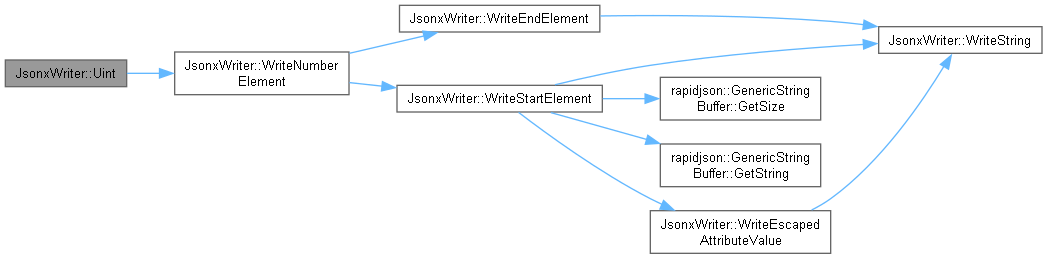 JsonxWriter::Uint
JsonxWriter::WriteNumber
Element
JsonxWriter::WriteEndElement
JsonxWriter::WriteStartElement
JsonxWriter::WriteString
rapidjson::GenericString
Buffer::GetSize
rapidjson::GenericString
Buffer::GetString
JsonxWriter::WriteEscaped
AttributeValue